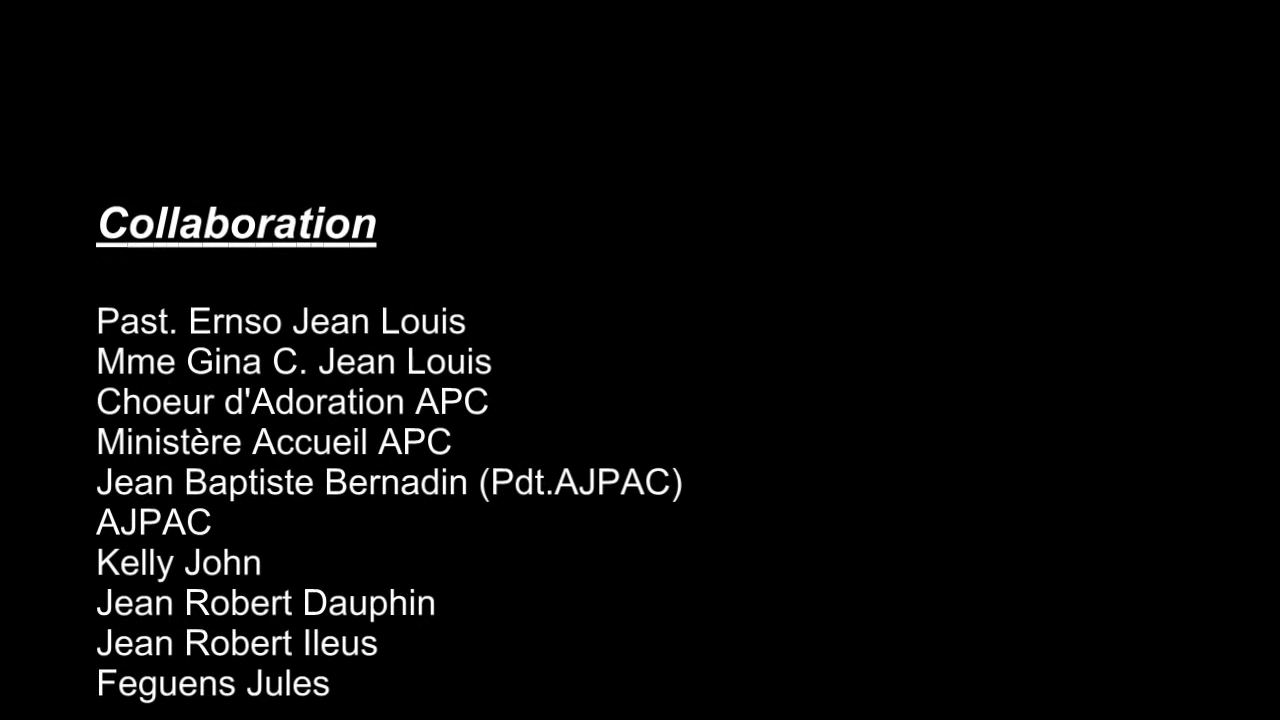 Collaboration
Past. Ernso Jean Louis
Mme Gina C. Jean Louis
Choeur d'Adoration APC
Ministère Accueil APC
Jean Baptiste Bernadin (Pdt.AJPAC)
AJPAC
Kelly John
Jean Robert Dauphin
Jean Robert Ileus
Feguens Jules